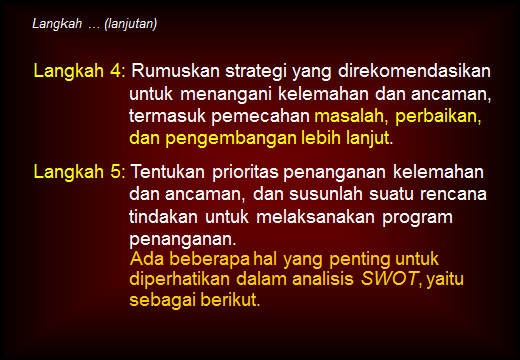 Langkah … (lanjutan)
Langkah 4: Rumuskan strategi yang direkomendasikan
untuk menangani kelemahan dan ancaman,
termasuk pemecahan masalah, perbaikan,
dan pengembangan lebih lanjut.
Langkah 5: Tentukan prioritas penanganan kelemahan
dan ancaman, dan susunlah suatu rencana
tindakan untuk melaksanakan program
penanganan.
Ada beberapa hal yang penting untuk
diperhatikan dalam analisis SWOT, yaitu
sebagai berikut.